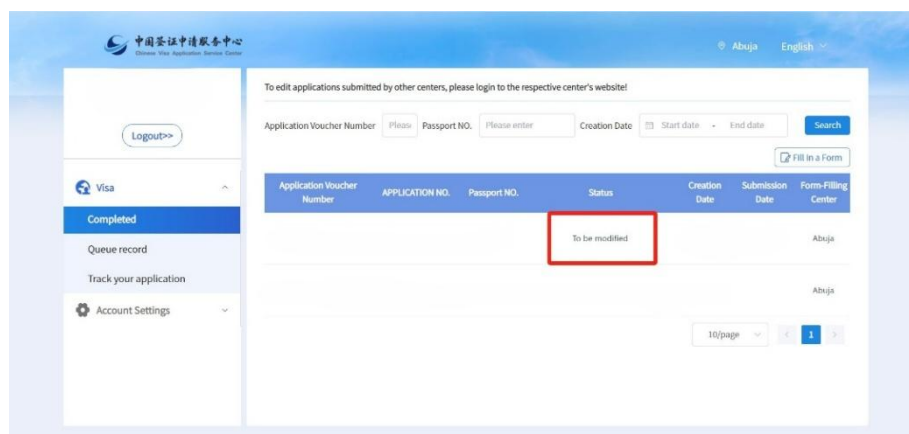 中国签证申请服务中心
Chinese Visa Application Service Center
Abuja English
To edit applications submitted by other centers, please login to the respective center's website!
Logout>>
Application Voucher Number Pleas Passport NO. Please enter Creation Date Start date - End date Search
Fill in a Form
Visa
Application Voucher Number APPLICATION NO. Passport NO. Status Creation Date Submission Date Form-Filling Center
Completed
To be modified Abuja
Queue record
Track your application
Abuja
Account Settings
10/page < 1 >